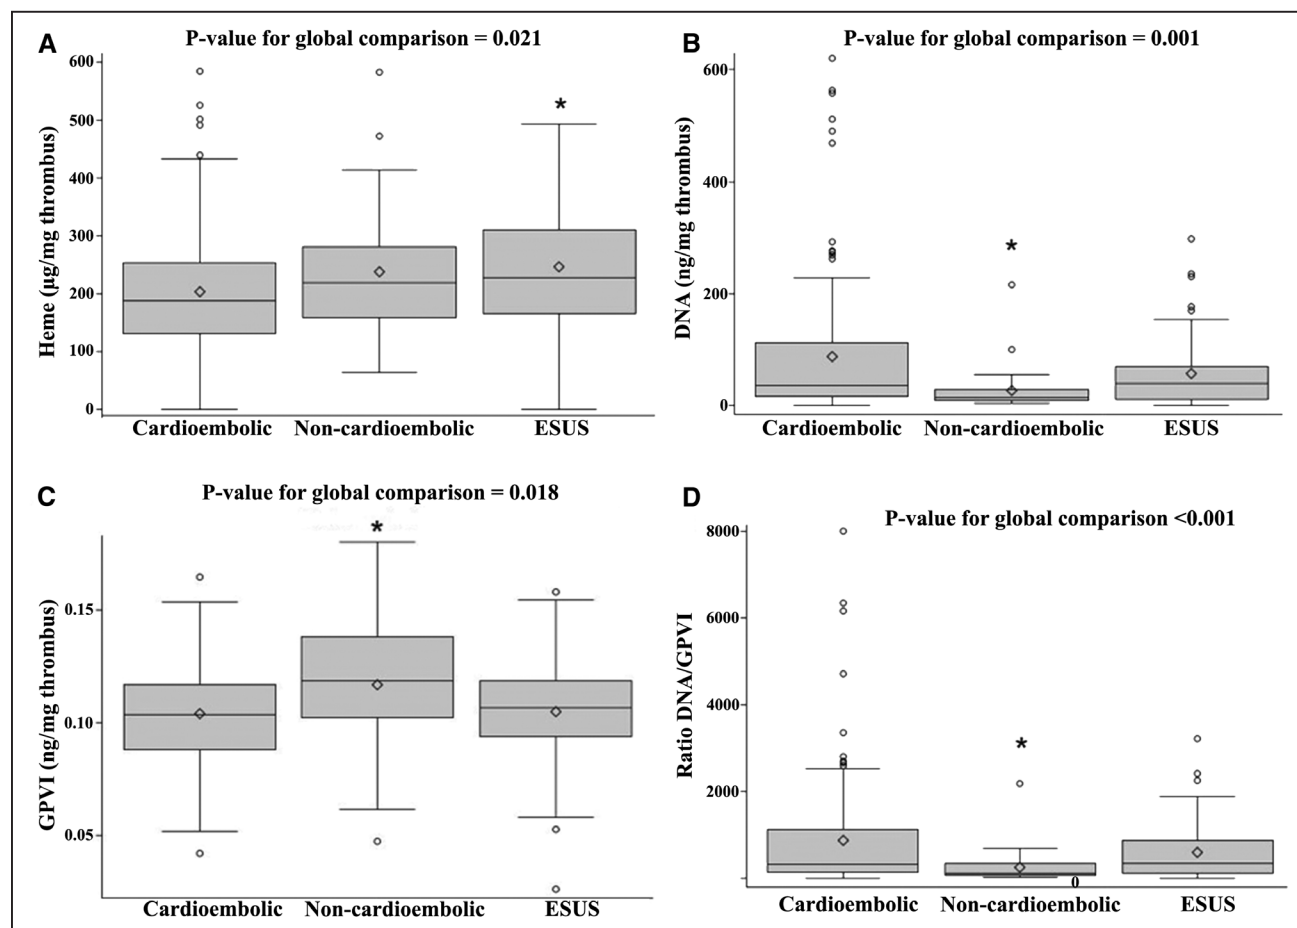 A
P-value for global comparison = 0.021
Heme (µg/mg thrombus)
600
500
400
300
200
100
0
Cardioembolic Non-cardioembolic ESUS
*
B
P-value for global comparison = 0.001
DNA (ng/mg thrombus)
600
400
200
0
Cardioembolic Non-cardioembolic ESUS
*
C
P-value for global comparison = 0.018
GPVI (ng/mg thrombus)
0.15
0.10
0.05
Cardioembolic Non-cardioembolic ESUS
*
D
P-value for global comparison <0.001
Ratio DNA/GPVI
8000
6000
4000
2000
0
Cardioembolic Non-cardioembolic ESUS
*